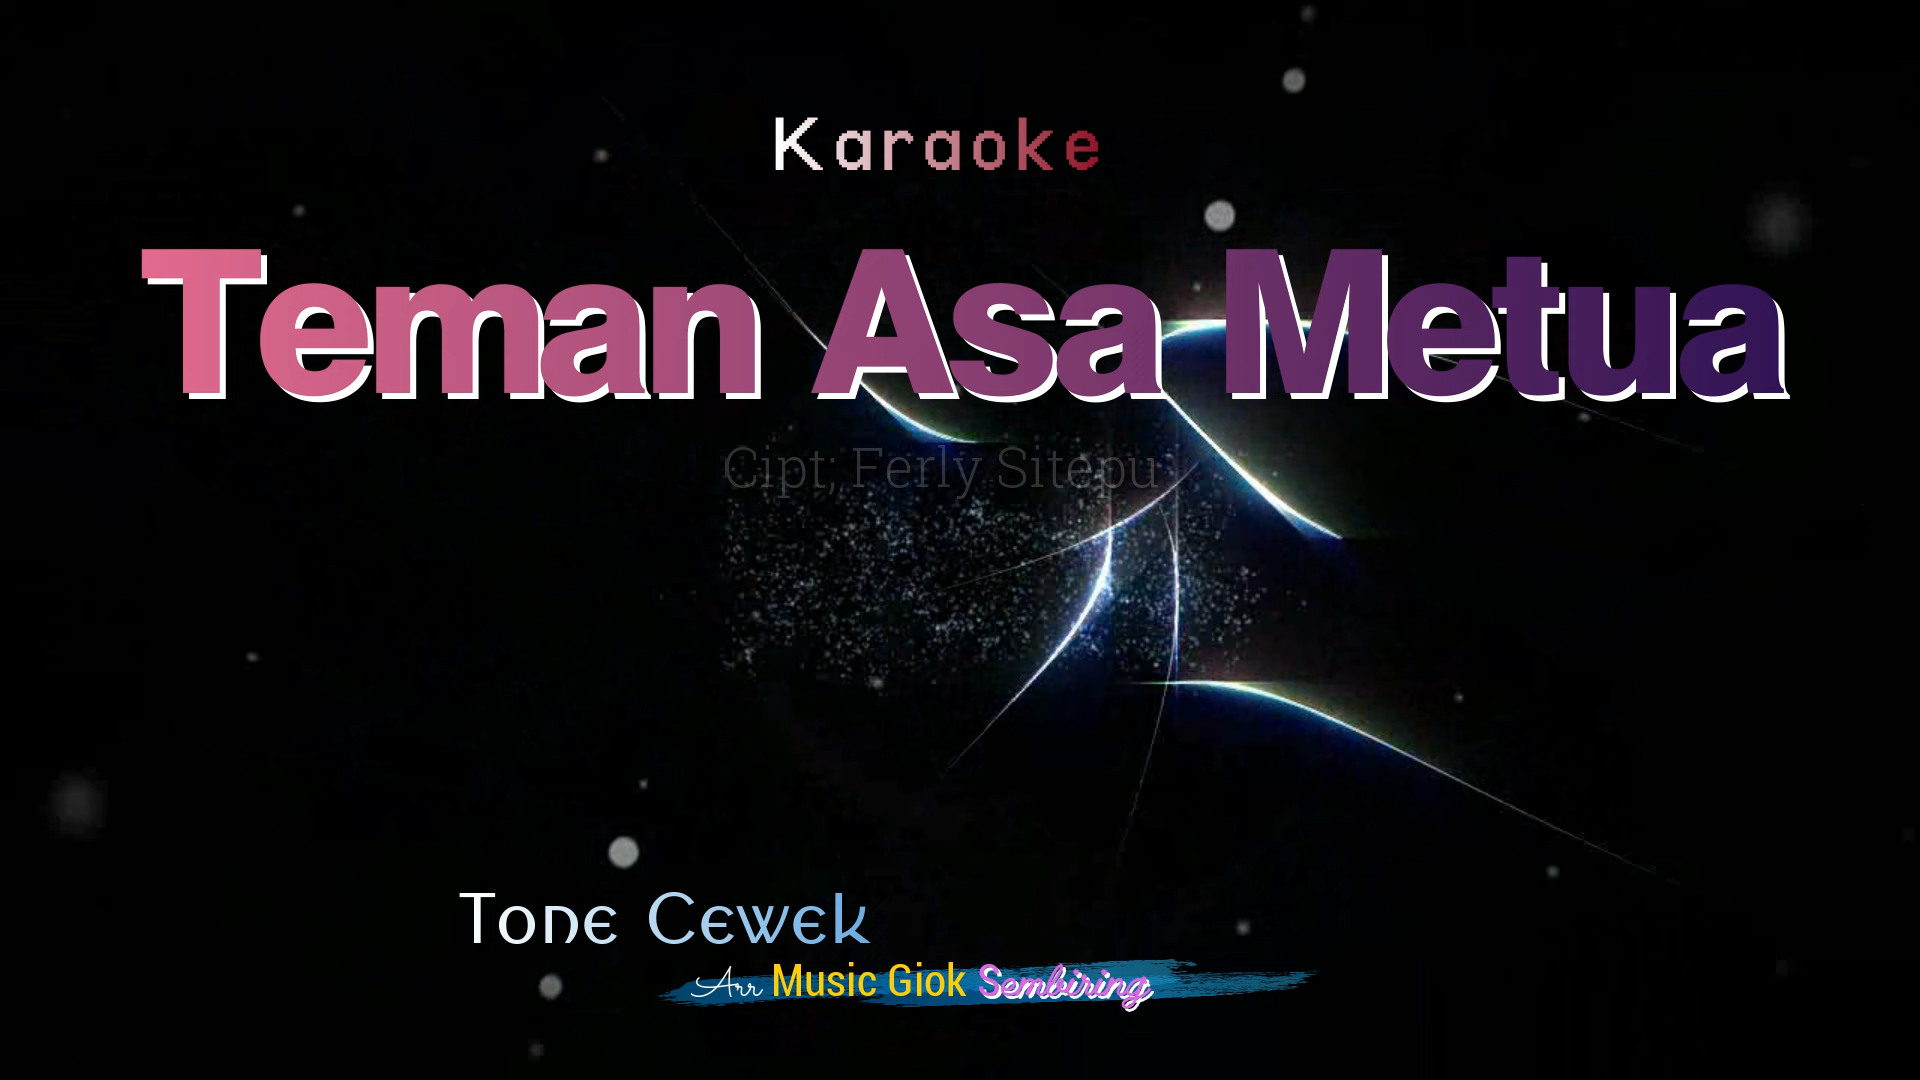 Karaoke
Teman Asa Metua
Cipt; Ferly Sitepu
Tone Cewek
Arr Music Giok Sembiring